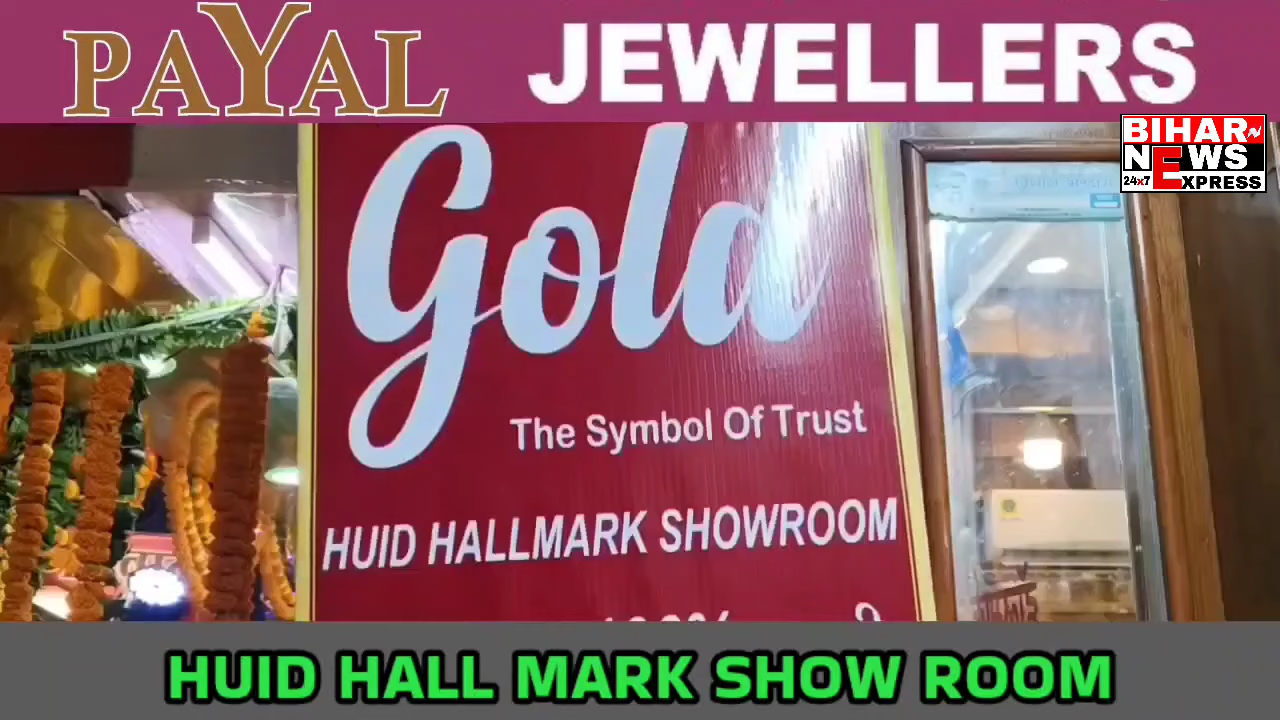 PAYAL JEWELLERS
BIHAR
NEWS
24x7 EXPRESS
Gold
The Symbol Of Trust
HUID HALLMARK SHOWROOM
HUID HALL MARK SHOW ROOM